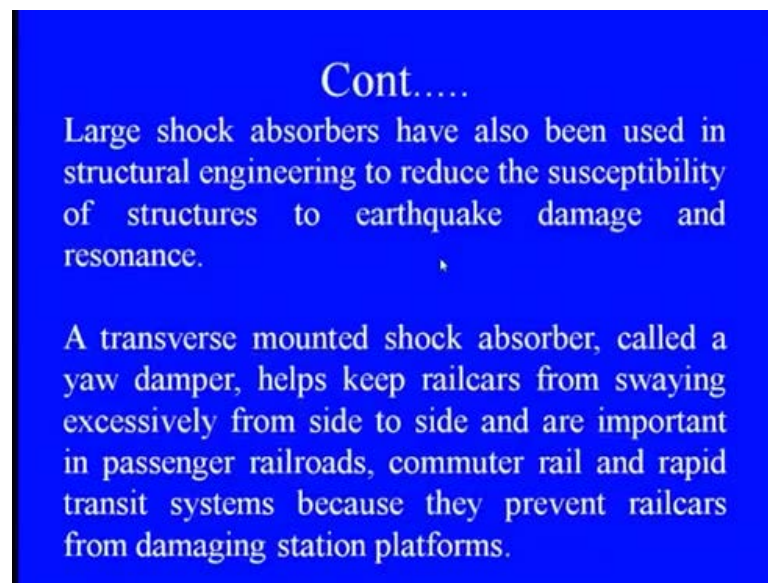 Cont.....
Large shock absorbers have also been used in
structural engineering to reduce the susceptibility
of structures to earthquake damage and
resonance.
A transverse mounted shock absorber, called a
yaw damper, helps keep railcars from swaying
excessively from side to side and are important
in passenger railroads, commuter rail and rapid
transit systems because they prevent railcars
from damaging station platforms.